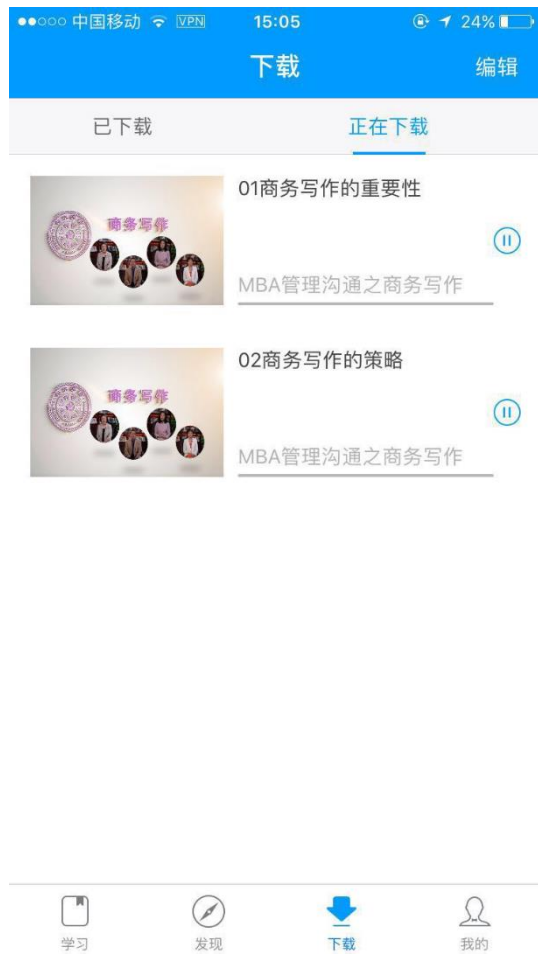 中国移动 VPN 15:05 24%
下载 编辑
已下载 正在下载
商务写作
01商务写作的重要性
MBA管理沟通之商务写作
商务写作
02商务写作的策略
MBA管理沟通之商务写作
学习 发现 下载 我的